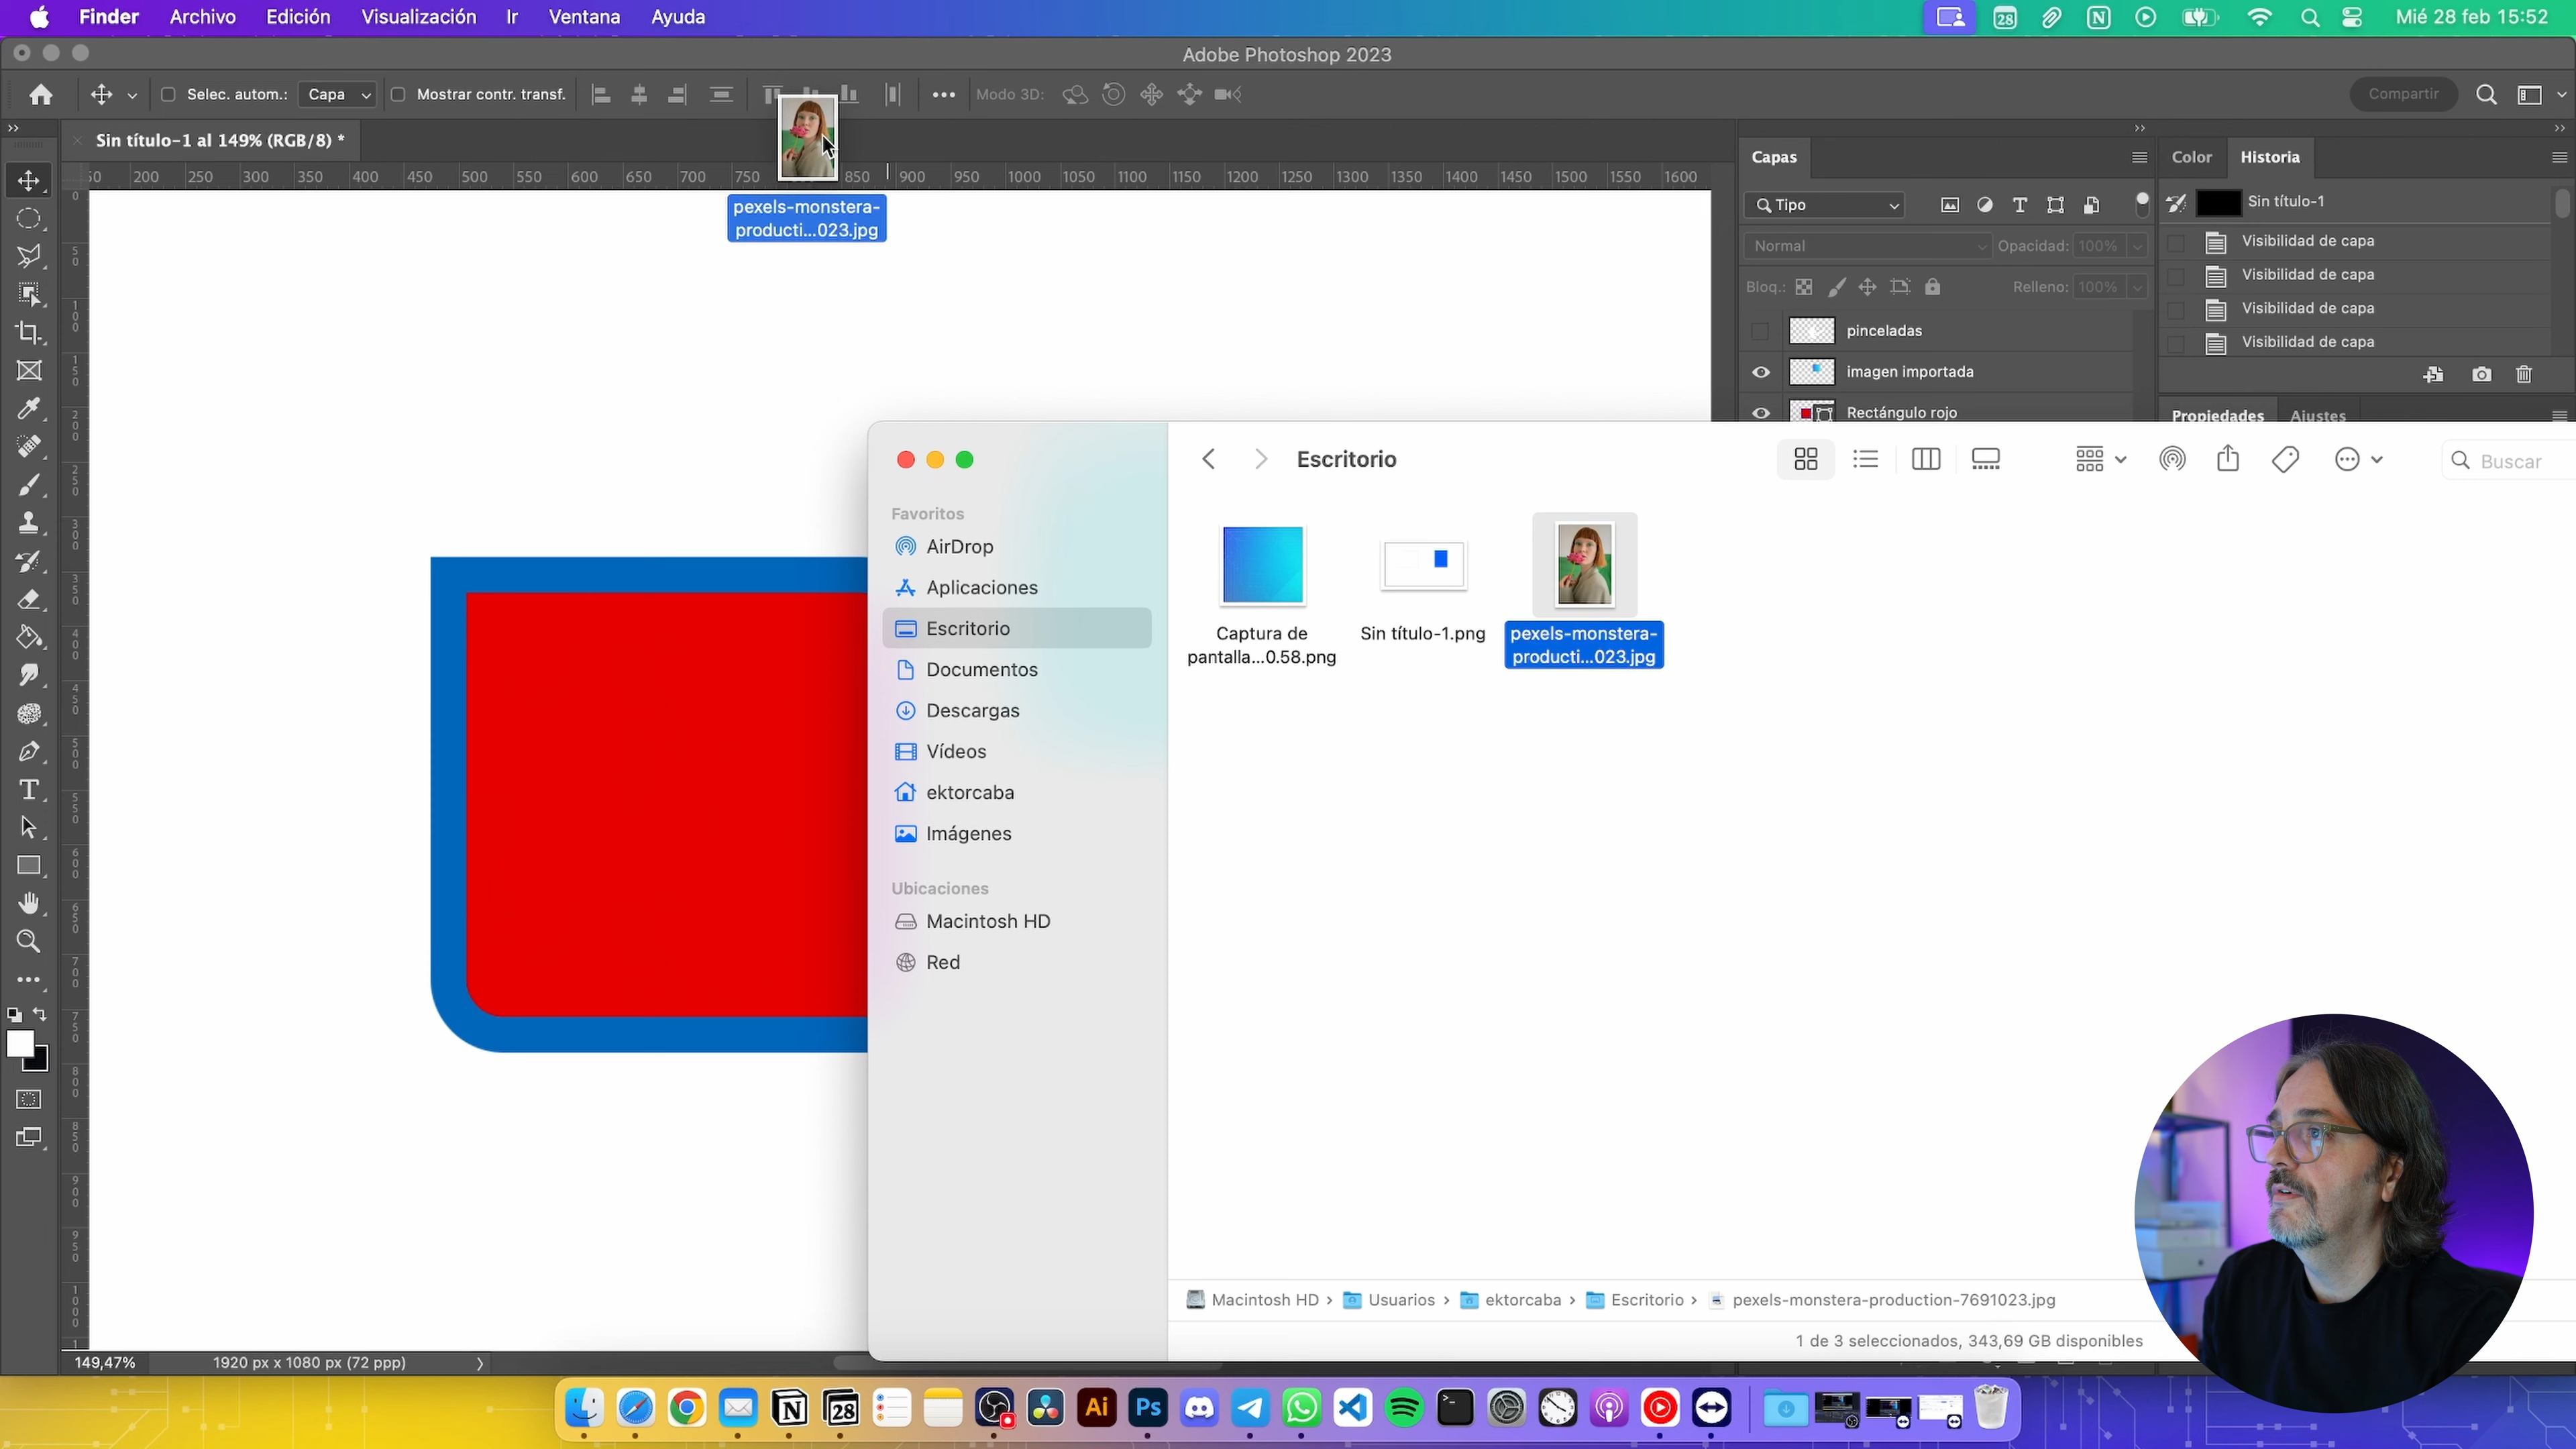 Finder Archivo Edición Visualización Ir Ventana Ayuda
28
Mié 28 feb 15:52
Adobe Photoshop 2023
Selec. autom.: Capa Mostrar contr. transf. Modo 3D: Compartir
Sin título-1 al 149% (RGB/8) *
200 250 300 350 400 450 500 550 600 650 700 750 850 900 950 1000 1050 1100 1150 1200 1250 1300 1350 1400 1450 1500 1550 1600
pexels-monstera-
producti...023.jpg
Capas
Tipo
Normal Opacidad: 100%
Bloq.: Relleno: 100%
pinceladas
imagen importada
Rectángulo rojo
Color Historia
Sin título-1
Visibilidad de capa
Visibilidad de capa
Visibilidad de capa
Visibilidad de capa
Propiedades Ajustes
Escritorio
Buscar
Favoritos
AirDrop
Aplicaciones
Escritorio
Documentos
Descargas
Vídeos
ektorcaba
Imágenes
Ubicaciones
Macintosh HD
Red
Captura de
pantalla...0.58.png
Sin título-1.png
pexels-monstera-
producti...023.jpg
Macintosh HD › Usuarios › ektorcaba › Escritorio › pexels-monstera-production-7691023.jpg
1 de 3 seleccionados, 343,69 GB disponibles
149,47% 1920 px x 1080 px (72 ppp)
28
Ai
Ps